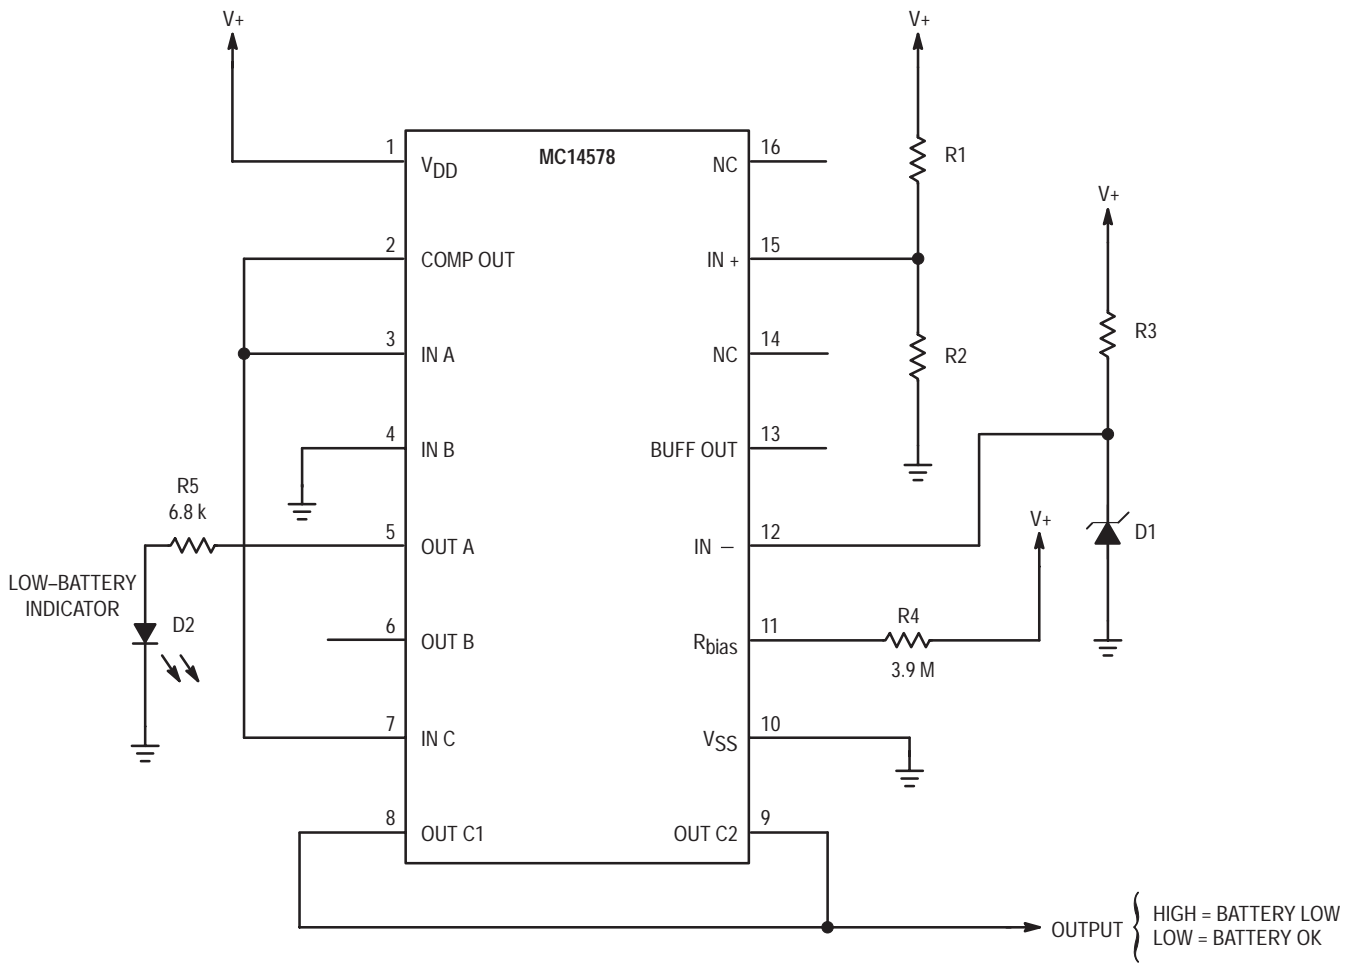 V+
V+
1
VDD
MC14578
NC
16
R1
V+
2
COMP OUT
IN +
15
3
IN A
NC
14
R2
R3
4
IN B
BUFF OUT
13
R5
6.8 k
5
OUT A
IN –
12
V+
D1
LOW–BATTERY
INDICATOR
D2
6
OUT B
Rbias
11
R4
3.9 M
7
IN C
VSS
10
8
OUT C1
OUT C2
9
OUTPUT
HIGH = BATTERY LOW
LOW = BATTERY OK